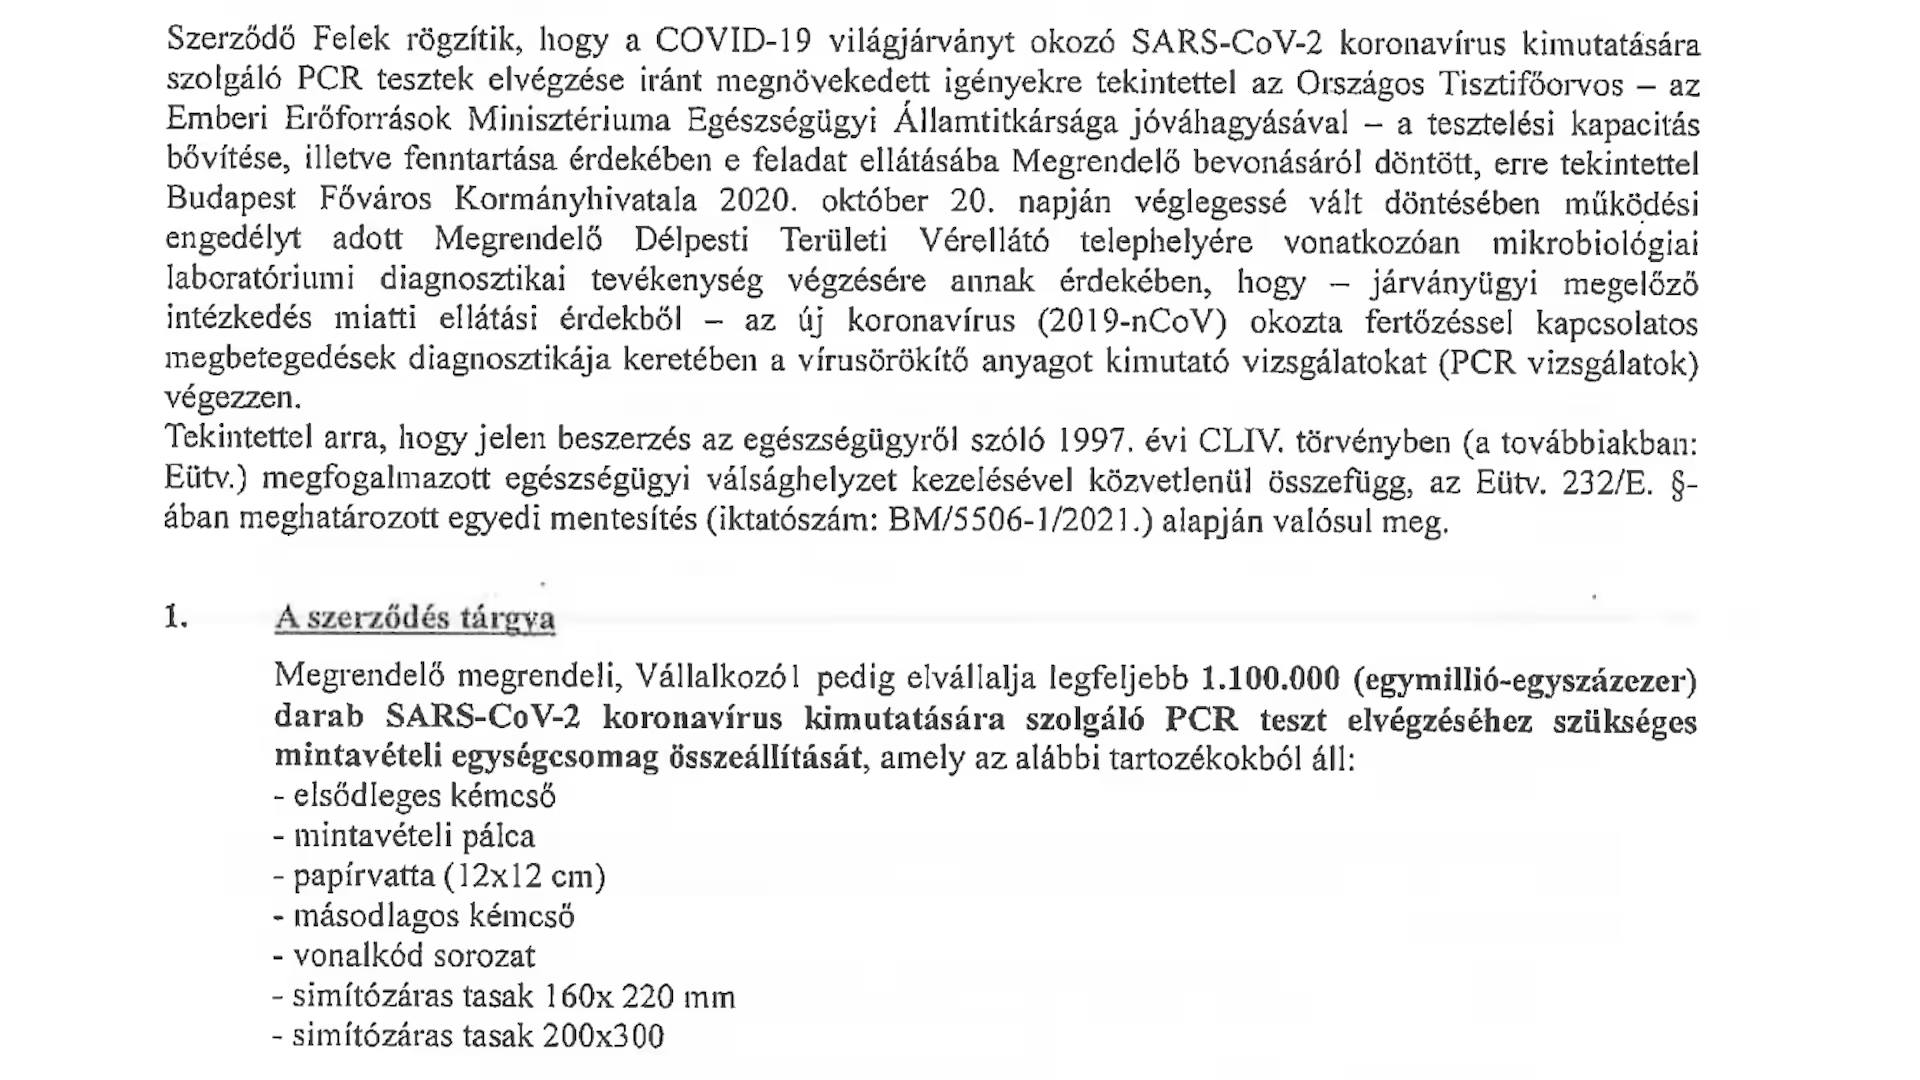 Szerződő Felek rögzítik, hogy a COVID-19 világjárványt okozó SARS-CoV-2 koronavírus kimutatására
szolgáló PCR tesztek elvégzése iránt megnövekedett igényekre tekintettel az Országos Tisztifőorvos – az
Emberi Erőforrások Minisztériuma Egészségügyi Államtitkársága jóváhagyásával – a tesztelési kapacitás
bővítése, illetve fenntartása érdekében e feladat ellátásába Megrendelő bevonásáról döntött, erre tekintettel
Budapest Főváros Kormányhivatala 2020. október 20. napján véglegessé vált döntésében működési
engedélyt adott Megrendelő Délpesti Területi Vérellátó telephelyére vonatkozóan mikrobiológiai
laboratóriumi diagnosztikai tevékenység végzésére annak érdekében, hogy – járványügyi megelőző
intézkedés miatti ellátási érdekből – az új koronavírus (2019-nCoV) okozta fertőzéssel kapcsolatos
megbetegedések diagnosztikája keretében a vírusörökítő anyagot kimutató vizsgálatokat (PCR vizsgálatok)
végezzen.
Tekintettel arra, hogy jelen beszerzés az egészségügyről szóló 1997. évi CLIV. törvényben (a továbbiakban:
Eütv.) megfogalmazott egészségügyi válsághelyzet kezelésével közvetlenül összefügg, az Eütv. 232/E. §-
ában meghatározott egyedi mentesítés (iktatószám: BM/5506-1/2021.) alapján valósul meg.
1. A szerződés tárgya
Megrendelő megrendeli, Vállalkozó1 pedig elvállalja legfeljebb 1.100.000 (egymillió-egyszázezer)
darab SARS-CoV-2 koronavírus kimutatására szolgáló PCR teszt elvégzéséhez szükséges
mintavételi egységcsomag összeállítását, amely az alábbi tartozékokból áll:
- elsődleges kémcső
- mintavételi pálca
- papírvatta (12x12 cm)
- másodlagos kémcső
- vonalkód sorozat
- simítózáras tasak 160x 220 mm
- simítózáras tasak 200x300